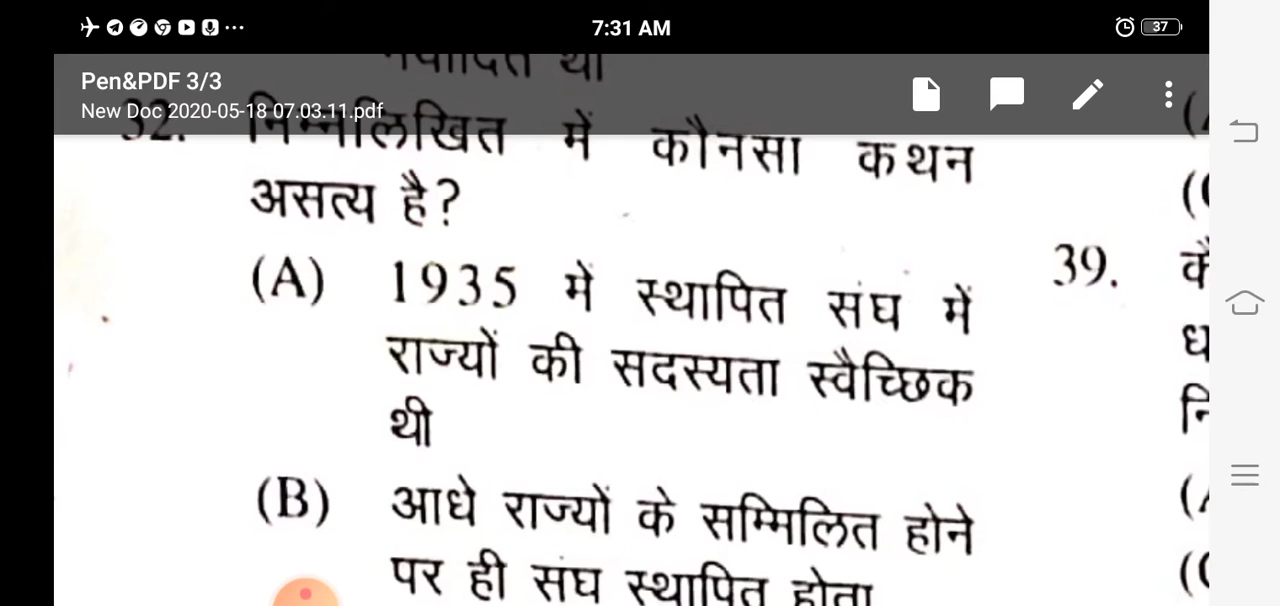 7:31 AM
37
Pen&PDF 3/3
New Doc 2020-05-18 07.03.11.pdf
थी
32. निम्नलिखित में कौनसा कथन
असत्य है?
(A) 1935 में स्थापित संघ में
राज्यों की सदस्यता स्वैच्छिक
थी
(B) आधे राज्यों के सम्मिलित होने
पर ही संघ स्थापित होता
39.